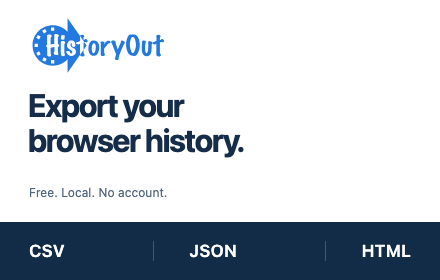 HistoryOut
Export your
browser history.
Free. Local. No account.
CSV
JSON
HTML